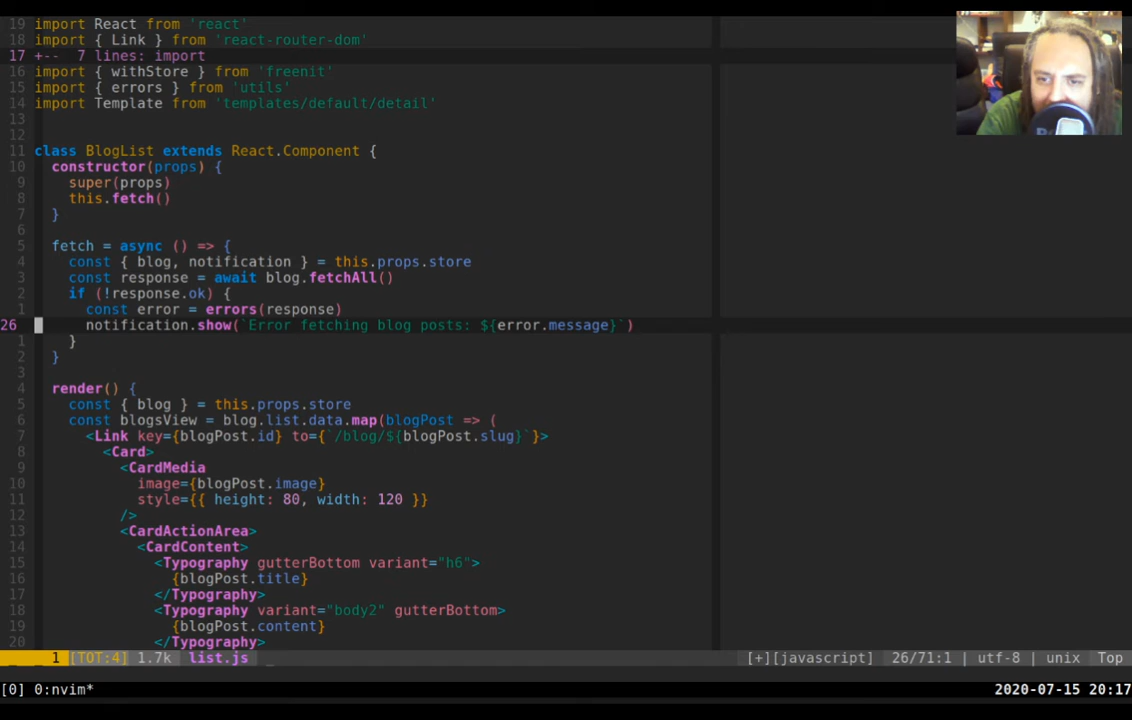 19 import React from 'react'
18 import { Link } from 'react-router-dom'
17 +-- 7 lines: import
16 import { withStore } from 'freenit'
15 import { errors } from 'utils'
14 import Template from 'templates/default/detail'
13
12
11 class BlogList extends React.Component {
10 constructor(props) {
9 super(props)
8 this.fetch()
7 }
6
5 fetch = async () => {
4 const { blog, notification } = this.props.store
3 const response = await blog.fetchAll()
2 if (!response.ok) {
1 const error = errors(response)
26 notification.show(`Error fetching blog posts: ${error.message}`)
1 }
2 }
3
4 render() {
5 const { blog } = this.props.store
6 const blogsView = blog.list.data.map(blogPost => (
7 <Link key={blogPost.id} to={`/blog/${blogPost.slug}`}>
8 <Card>
9 <CardMedia
10 image={blogPost.image}
11 style={{ height: 80, width: 120 }}
12 />
13 <CardActionArea>
14 <CardContent>
15 <Typography gutterBottom variant="h6">
16 {blogPost.title}
17 </Typography>
18 <Typography variant="body2" gutterBottom>
19 {blogPost.content}
20 </Typography>
1 [TOT:4] 1.7k list.js [+][javascript] 26/71:1 | utf-8 | unix Top
[0] 0:nvim* 2020-07-15 20:17